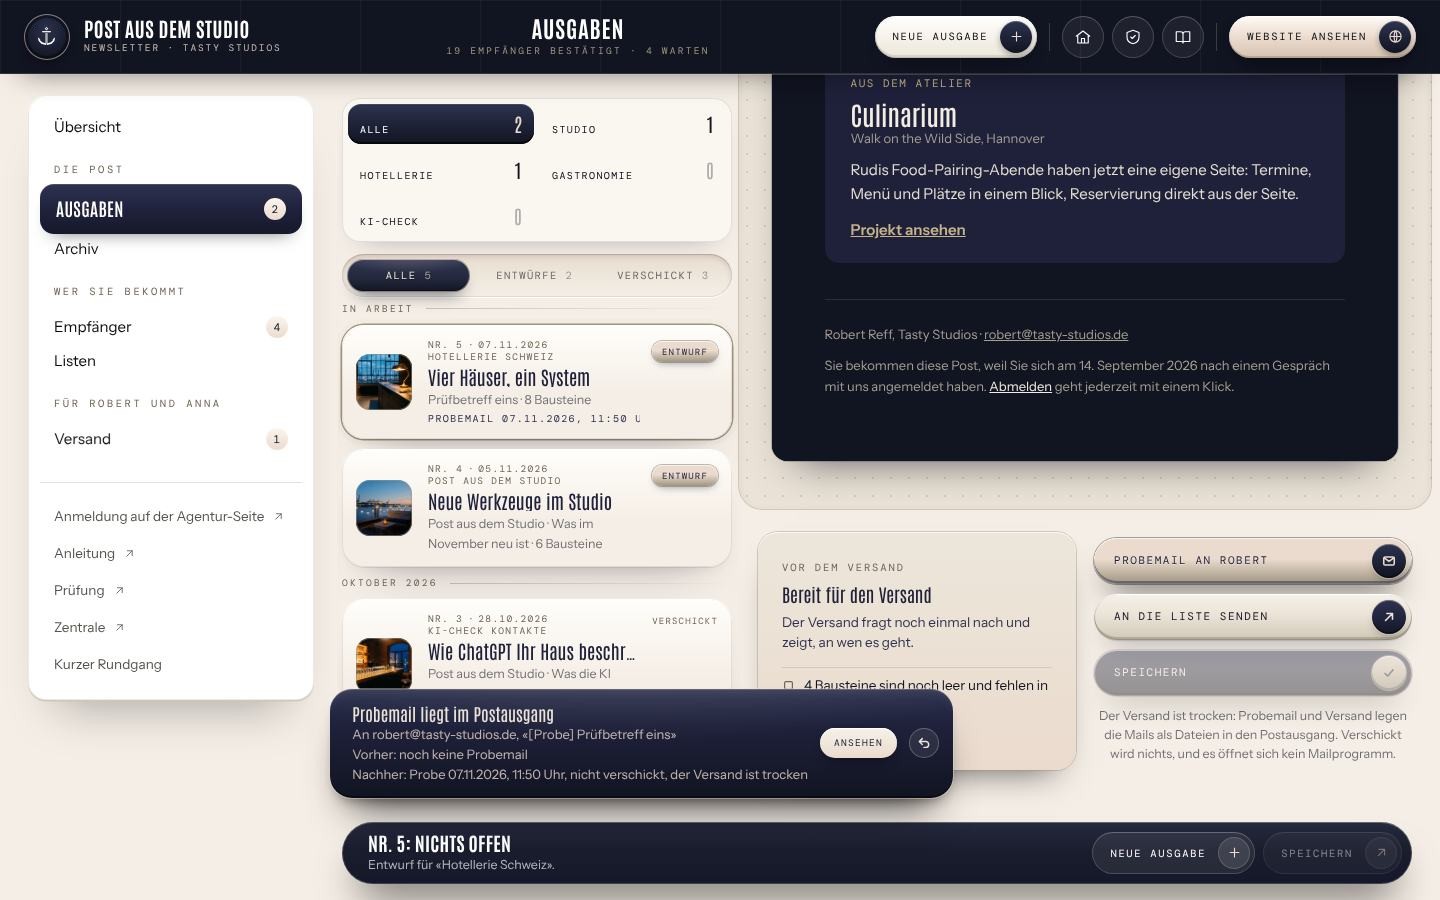 POST AUS DEM STUDIO
NEWSLETTER · TASTY STUDIOS
AUSGABEN
19 EMPFÄNGER BESTÄTIGT · 4 WARTEN
NEUE AUSGABE
WEBSITE ANSEHEN
Übersicht
DIE POST
AUSGABEN 2
Archiv
WER SIE BEKOMMT
Empfänger 4
Listen
FÜR ROBERT UND ANNA
Versand 1
Anmeldung auf der Agentur-Seite
Anleitung
Prüfung
Zentrale
Kurzer Rundgang
ALLE 2
STUDIO 1
HOTELLERIE 1
GASTRONOMIE 0
KI-CHECK 0
ALLE 5
ENTWÜRFE 2
VERSCHICKT 3
IN ARBEIT
NR. 5 · 07.11.2026
HOTELLERIE SCHWEIZ
ENTWURF
Vier Häuser, ein System
Prüfbetreff eins · 8 Bausteine
PROBEMAIL 07.11.2026, 11:50 U
NR. 4 · 05.11.2026
POST AUS DEM STUDIO
ENTWURF
Neue Werkzeuge im Studio
Post aus dem Studio · Was im
November neu ist · 6 Bausteine
OKTOBER 2026
NR. 3 · 28.10.2026
KI-CHECK KONTAKTE
VERSCHICKT
Wie ChatGPT Ihr Haus beschr...
Post aus dem Studio · Was die KI
AUS DEM ATELIER
Culinarium
Walk on the Wild Side, Hannover
Rudis Food-Pairing-Abende haben jetzt eine eigene Seite: Termine,
Menü und Plätze in einem Blick, Reservierung direkt aus der Seite.
Projekt ansehen
Robert Reff, Tasty Studios · robert@tasty-studios.de
Sie bekommen diese Post, weil Sie sich am 14. September 2026 nach einem Gespräch
mit uns angemeldet haben. Abmelden geht jederzeit mit einem Klick.
VOR DEM VERSAND
Bereit für den Versand
Der Versand fragt noch einmal nach und
zeigt, an wen es geht.
4 Bausteine sind noch leer und fehlen in
PROBEMAIL AN ROBERT
AN DIE LISTE SENDEN
SPEICHERN
Der Versand ist trocken: Probemail und Versand legen
die Mails als Dateien in den Postausgang. Verschickt
wird nichts, und es öffnet sich kein Mailprogramm.
Probemail liegt im Postausgang
An robert@tasty-studios.de, «[Probe] Prüfbetreff eins»
Vorher: noch keine Probemail
Nachher: Probe 07.11.2026, 11:50 Uhr, nicht verschickt, der Versand ist trocken
ANSEHEN
NR. 5: NICHTS OFFEN
Entwurf für «Hotellerie Schweiz».
NEUE AUSGABE
SPEICHERN